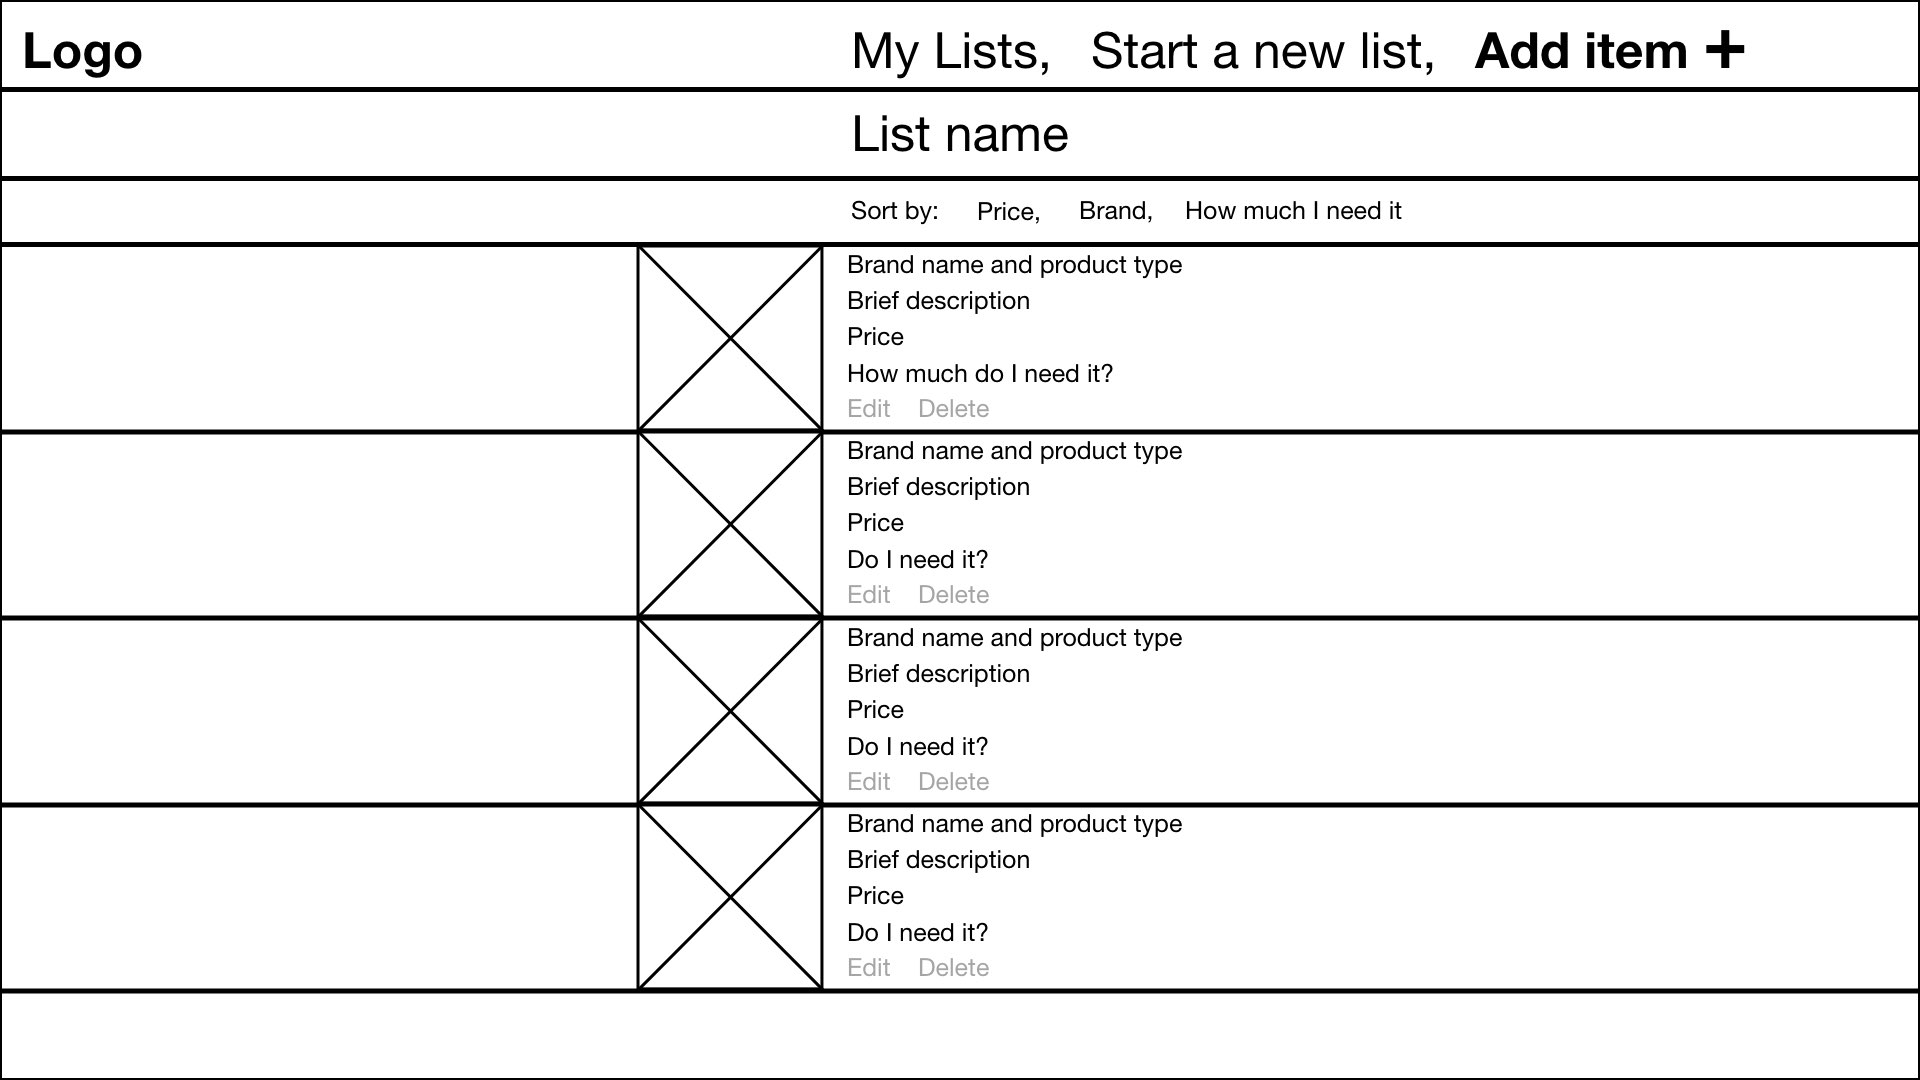 Logo My Lists, Start a new list, Add item +
List name
Sort by: Price, Brand, How much I need it
Brand name and product type
Brief description
Price
How much do I need it?
Edit Delete
Brand name and product type
Brief description
Price
Do I need it?
Edit Delete
Brand name and product type
Brief description
Price
Do I need it?
Edit Delete
Brand name and product type
Brief description
Price
Do I need it?
Edit Delete